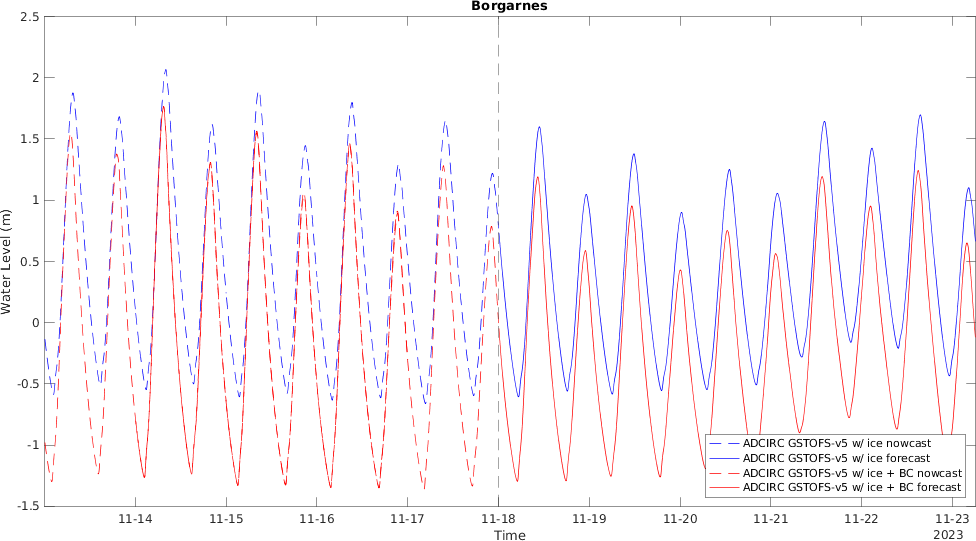 Borgarnes
2.5
2
1.5
1
0.5
0
-0.5
-1
-1.5
Water Level (m)
ADCIRC GSTOFS-v5 w/ ice nowcast
ADCIRC GSTOFS-v5 w/ ice forecast
ADCIRC GSTOFS-v5 w/ ice + BC nowcast
ADCIRC GSTOFS-v5 w/ ice + BC forecast
11-14 11-15 11-16 11-17 11-18 11-19 11-20 11-21 11-22 11-23
Time 2023